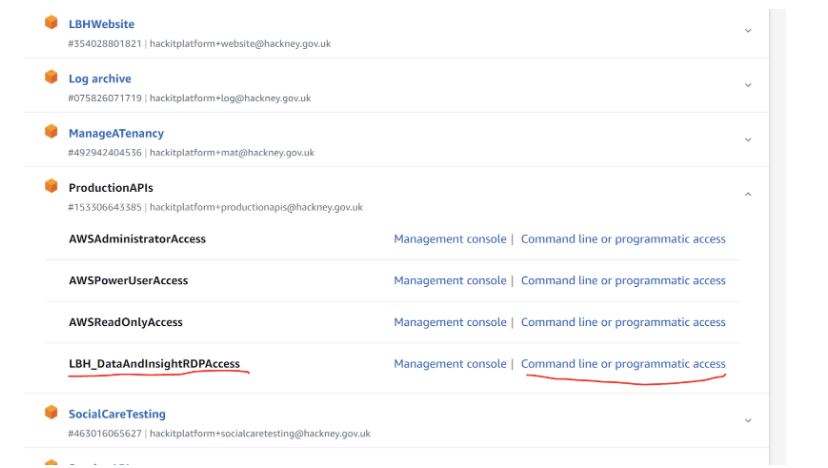 LBHWebsite
#354028801821 | hackitplatform+website@hackney.gov.uk
Log archive
#075826071719 | hackitplatform+log@hackney.gov.uk
ManageATenancy
#492942404536 | hackitplatform+mat@hackney.gov.uk
ProductionAPIs
#153306643385 | hackitplatform+productionapis@hackney.gov.uk
AWSAdministratorAccess Management console | Command line or programmatic access
AWSPowerUserAccess Management console | Command line or programmatic access
AWSReadOnlyAccess Management console | Command line or programmatic access
LBH_DataAndInsightRDPAccess Management console | Command line or programmatic access
SocialCareTesting
#463016065627 | hackitplatform+socialcaretesting@hackney.gov.uk